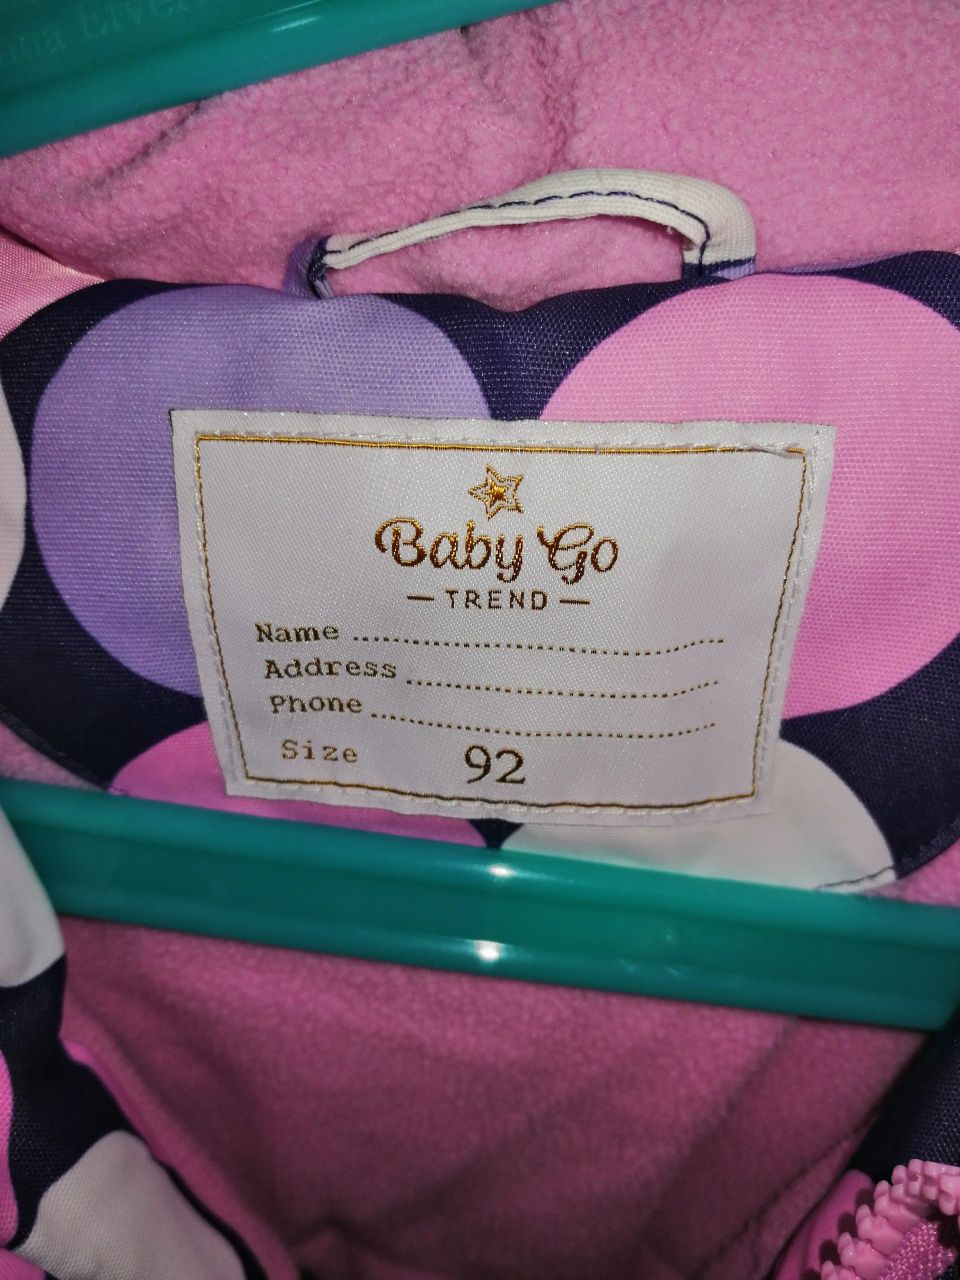 Baby Go
— TREND —
Name ........................
Address ........................
Phone ........................
Size 92